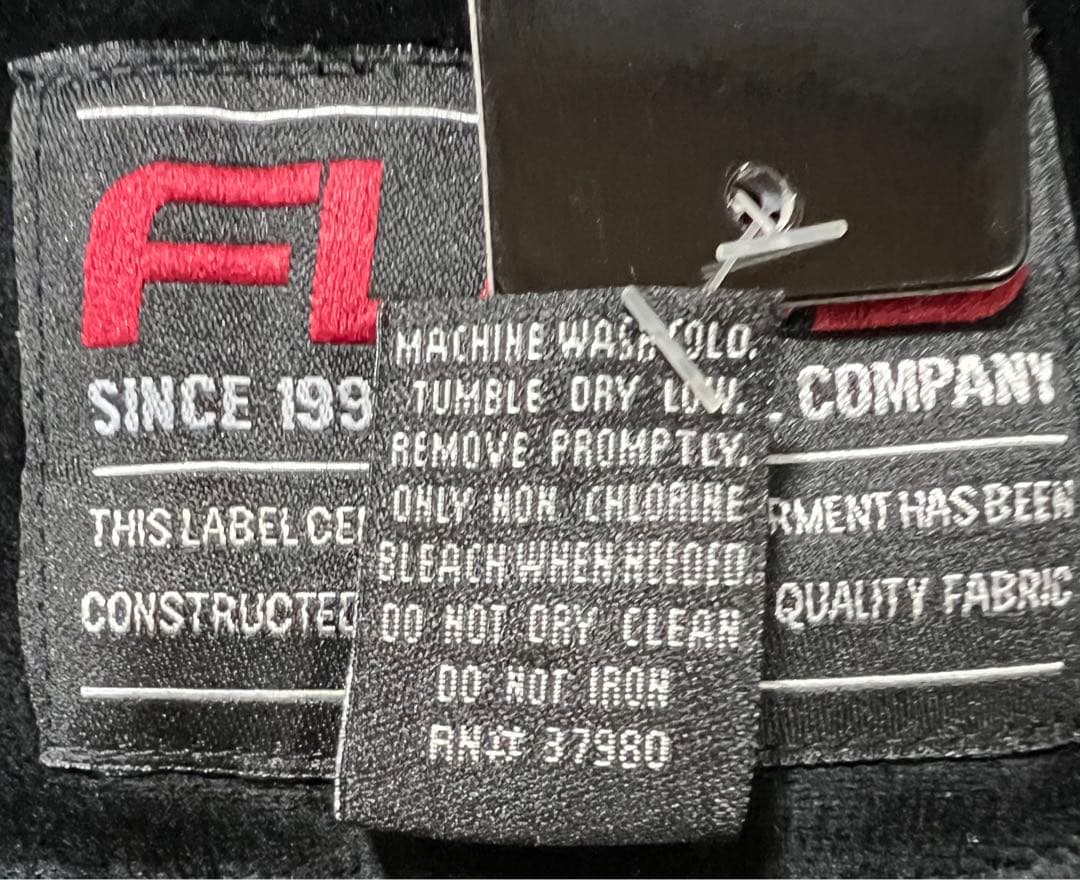 FL
SINCE 199
. COMPANY
THIS LABEL CE
RMENT HAS BEEN
CONSTRUCTED
QUALITY FABRIC
MACHINE WASH COLD.
TUMBLE DRY LOW.
REMOVE PROMPTLY.
ONLY NON CHLORINE
BLEACH WHEN NEEDED.
DO NOT DRY CLEAN
DO NOT IRON
RN# 37980